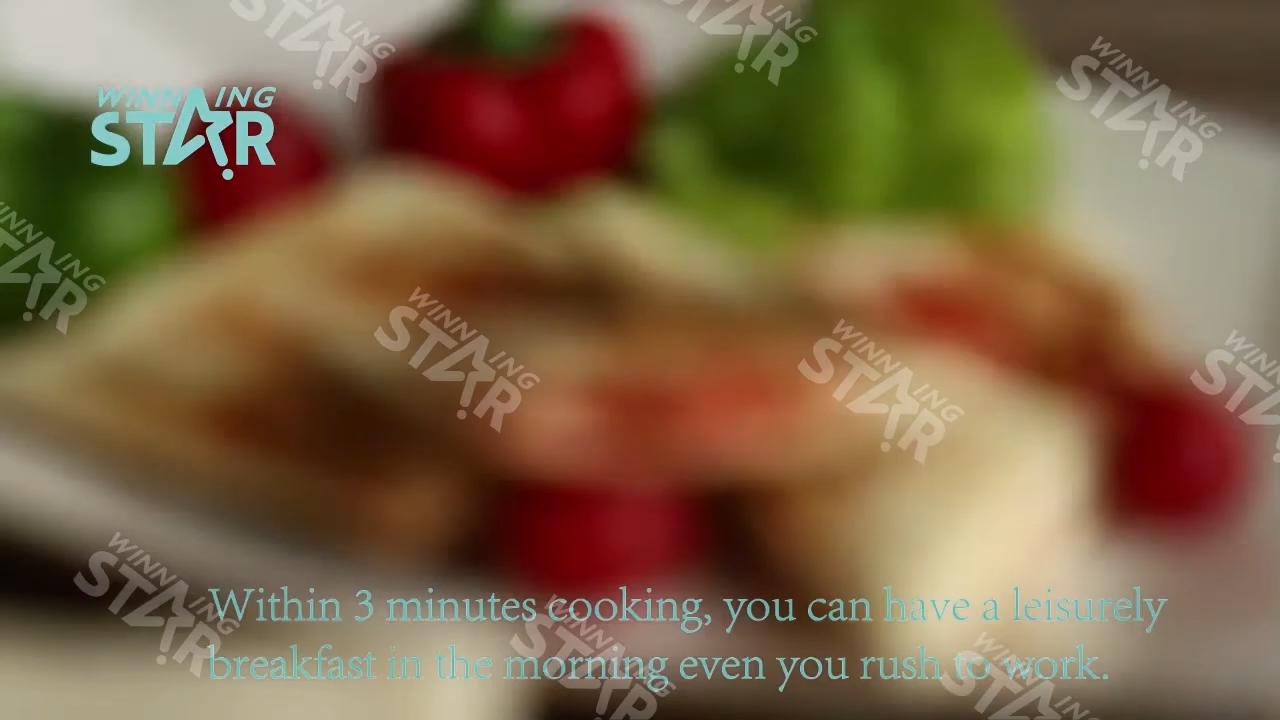 WINNING
STAR
Within 3 minutes cooking, you can have a leisurely
breakfast in the morning even you rush to work.